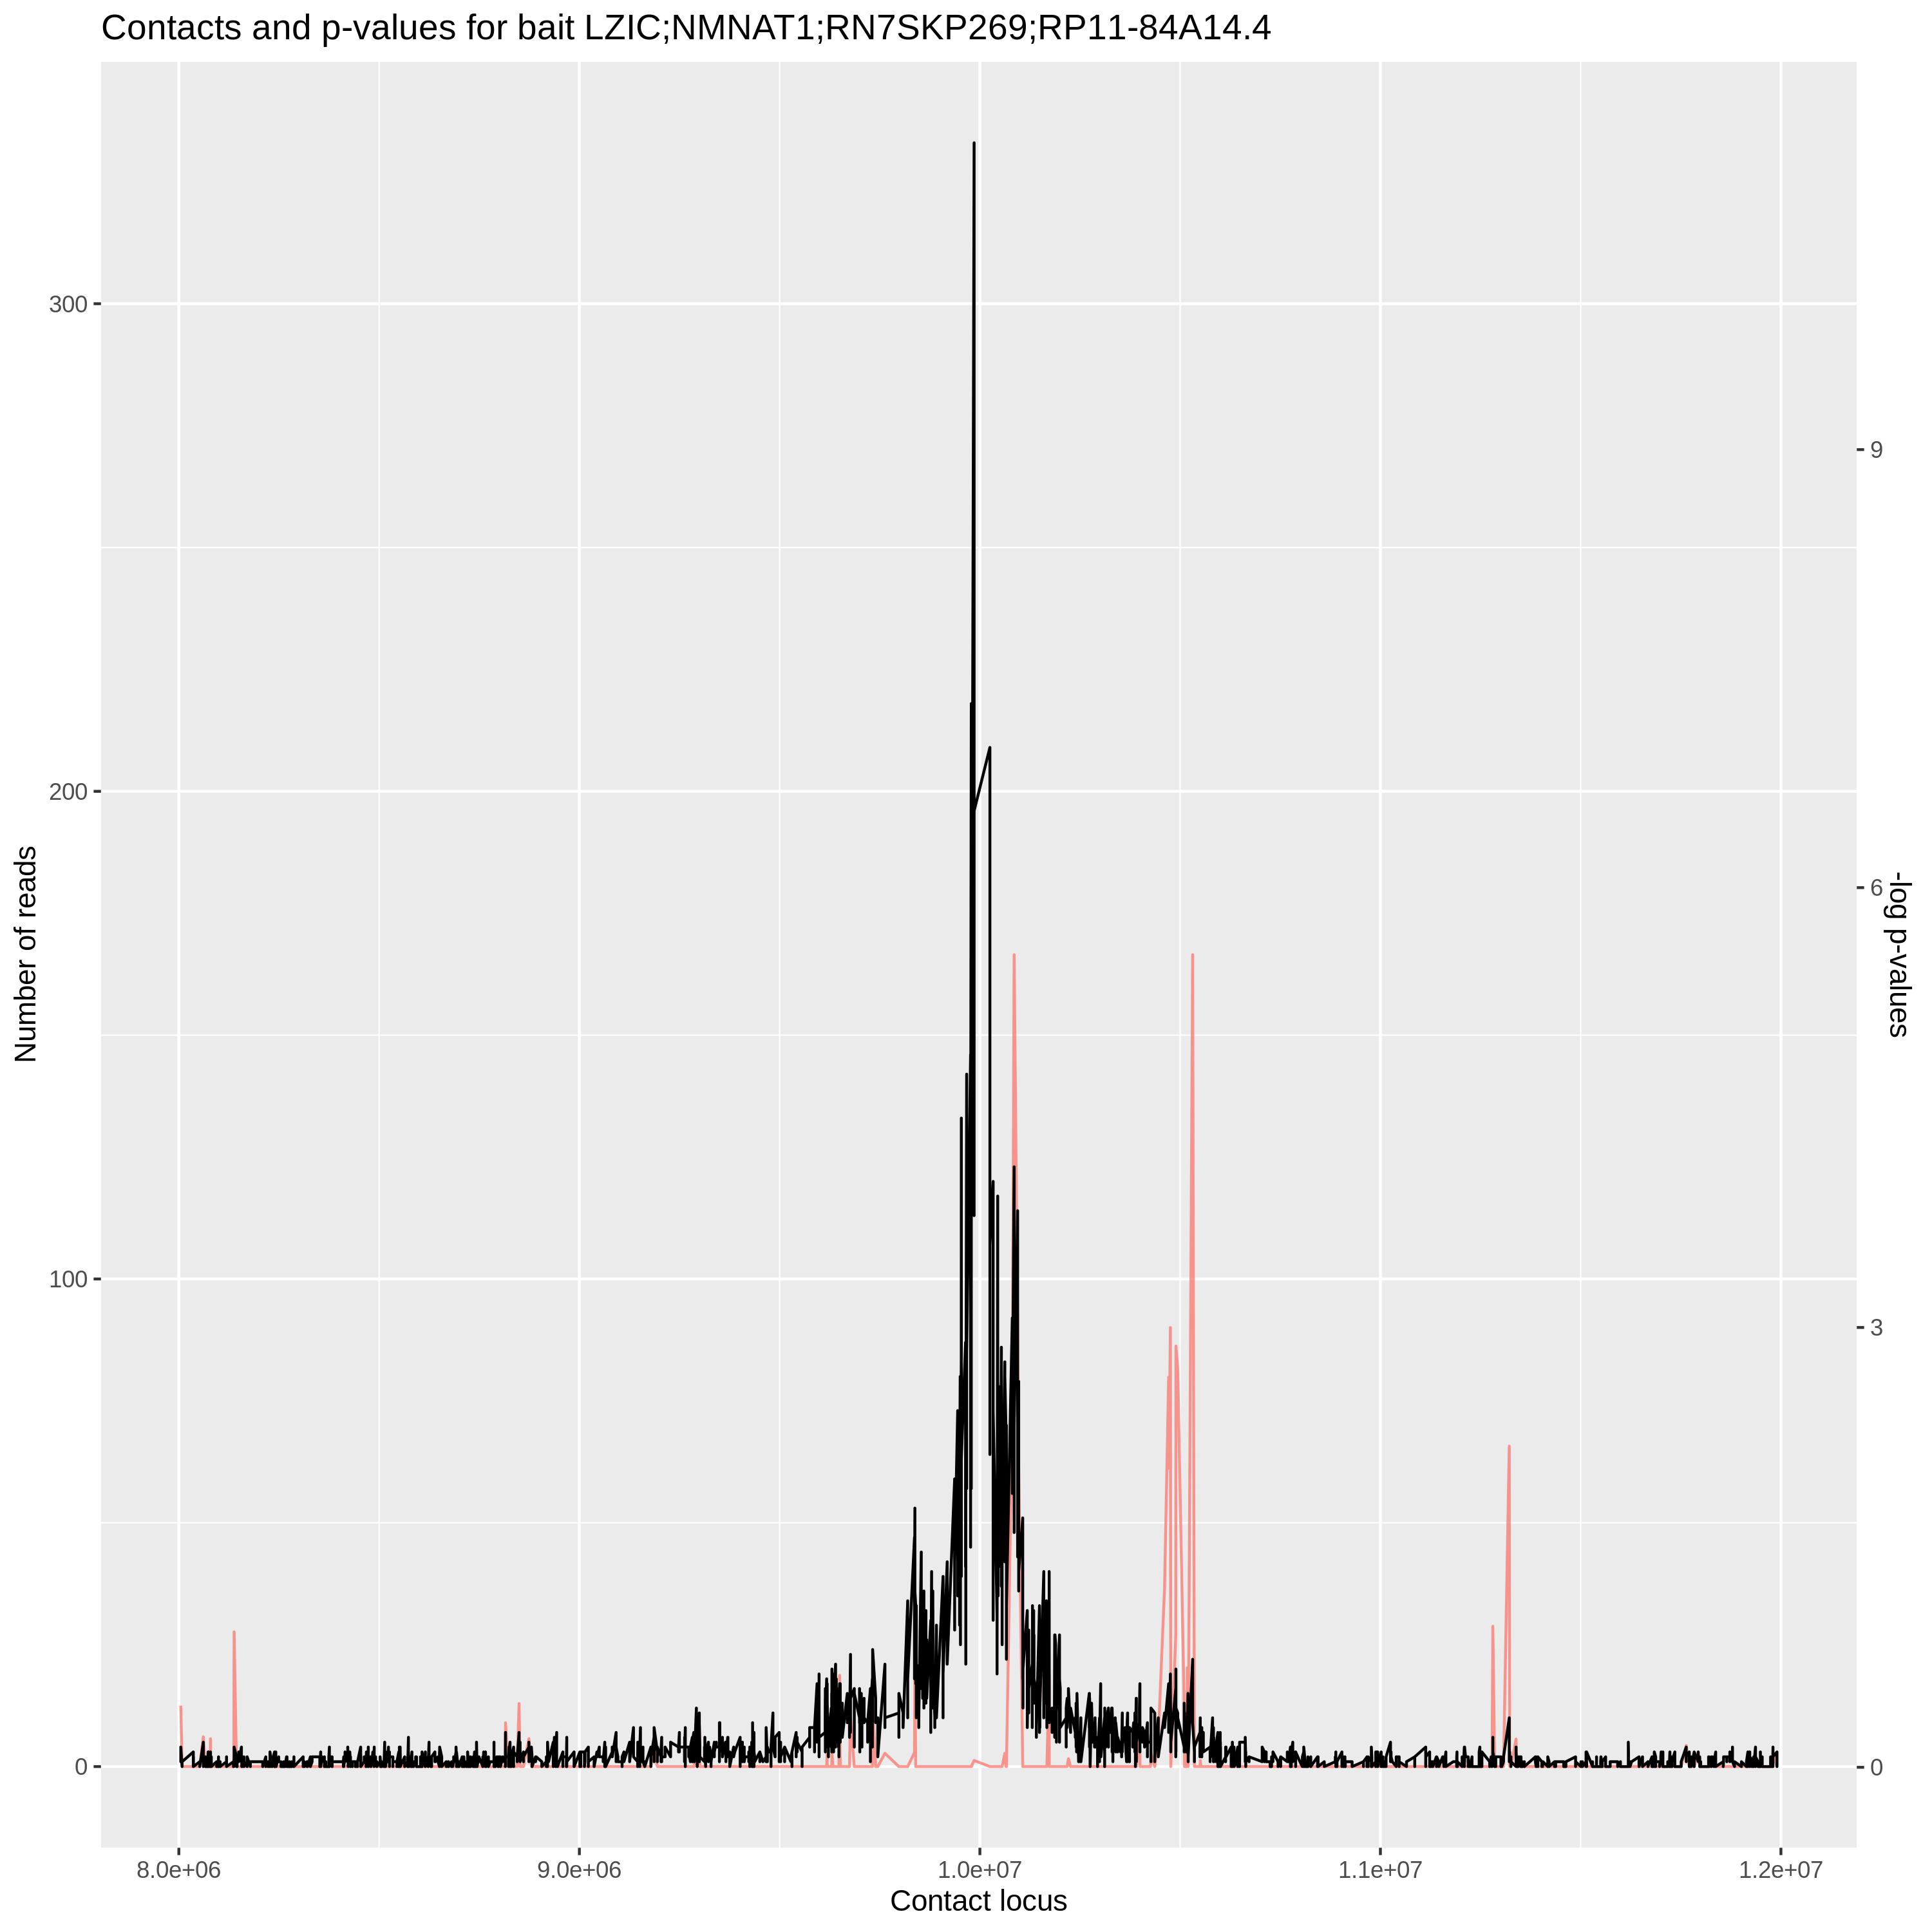 Contacts and p-values for bait LZIC;NMNAT1;RN7SKP269;RP11-84A14.4
300
200
100
0
Number of reads
9
6
3
0
-log p-values
8.0e+06
9.0e+06
1.0e+07
1.1e+07
1.2e+07
Contact locus